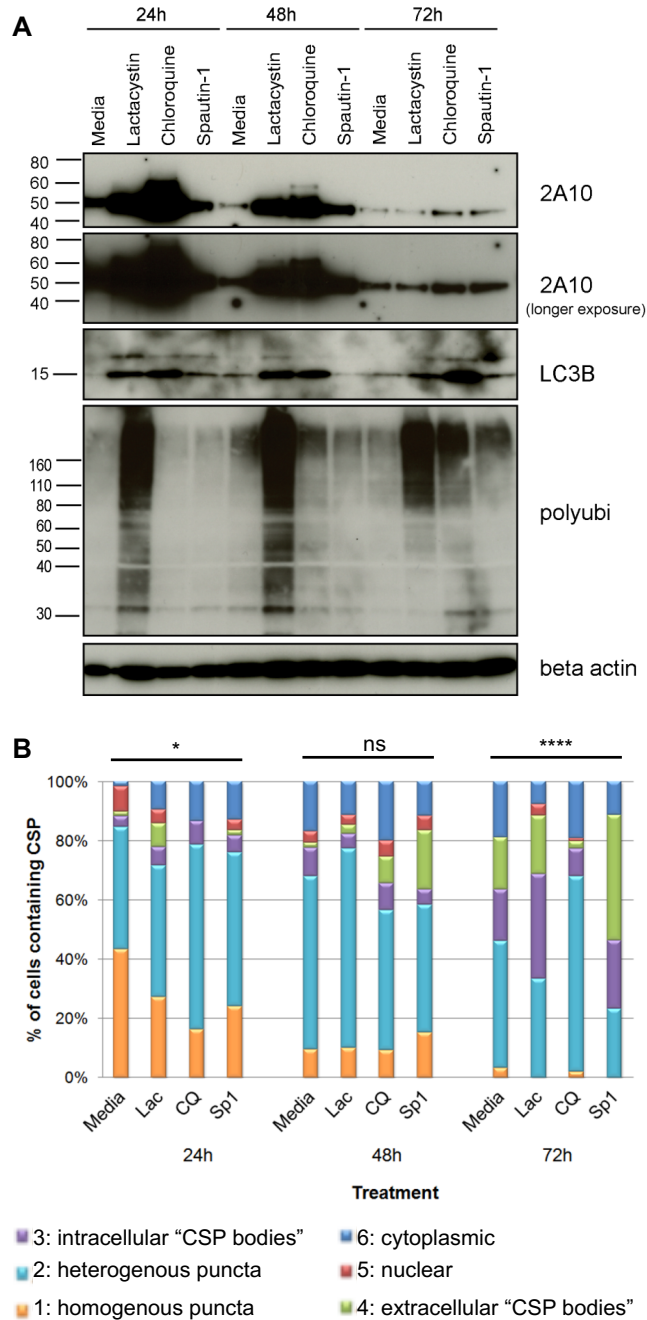 A
24h 48h 72h
Media Lactacystin Chloroquine Spautin-1 Media Lactacystin Chloroquine Spautin-1 Media Lactacystin Chloroquine Spautin-1
80
60
50
40
2A10
80
60
50
40
2A10
(longer exposure)
15
LC3B
160
110
80
60
50
40
30
polyubi
beta actin
B
* ns ****
100%
80%
60%
40%
20%
0%
% of cells containing CSP
Media Lac CQ Sp1 Media Lac CQ Sp1 Media Lac CQ Sp1
24h 48h 72h
Treatment
3: intracellular “CSP bodies” 6: cytoplasmic
2: heterogenous puncta 5: nuclear
1: homogenous puncta 4: extracellular “CSP bodies”